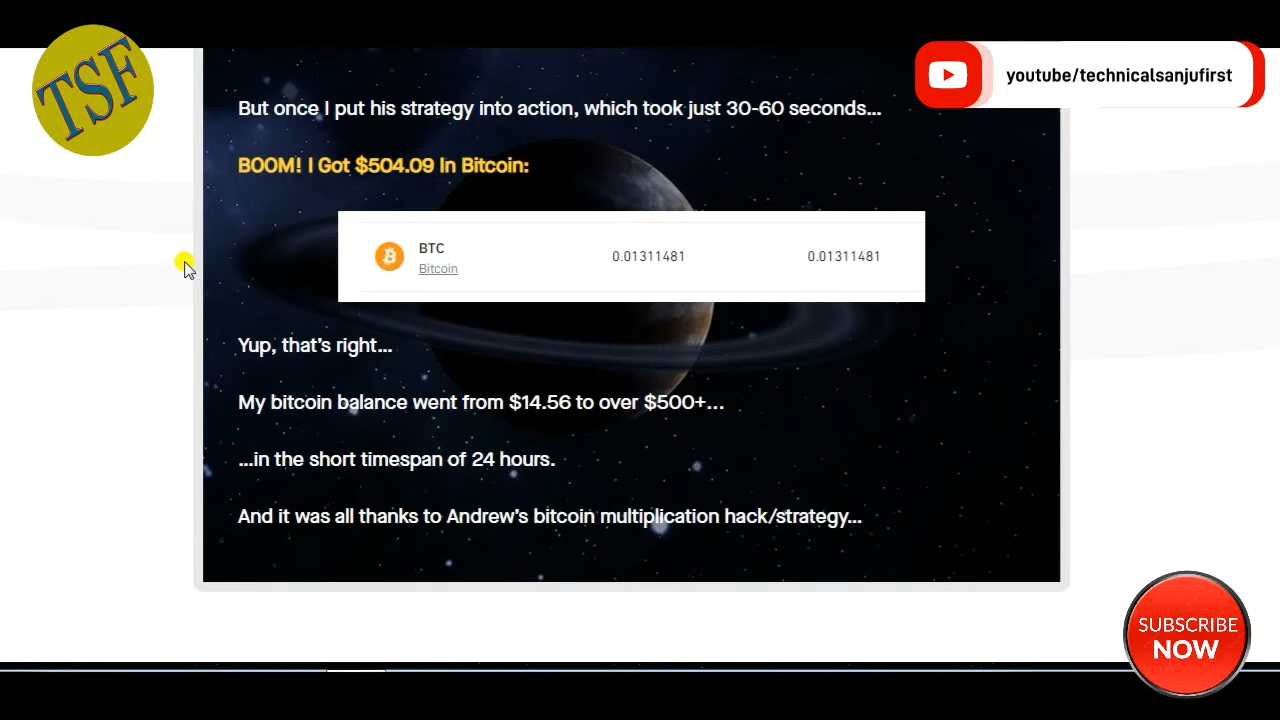 TSF
youtube/technicalsanjufirst
But once I put his strategy into action, which took just 30-60 seconds...
BOOM! I Got $504.09 In Bitcoin:
BTC 0.01311481 0.01311481
Bitcoin
Yup, that's right...
My bitcoin balance went from $14.56 to over $500+...
...in the short timespan of 24 hours.
And it was all thanks to Andrew's bitcoin multiplication hack/strategy...
SUBSCRIBE
NOW